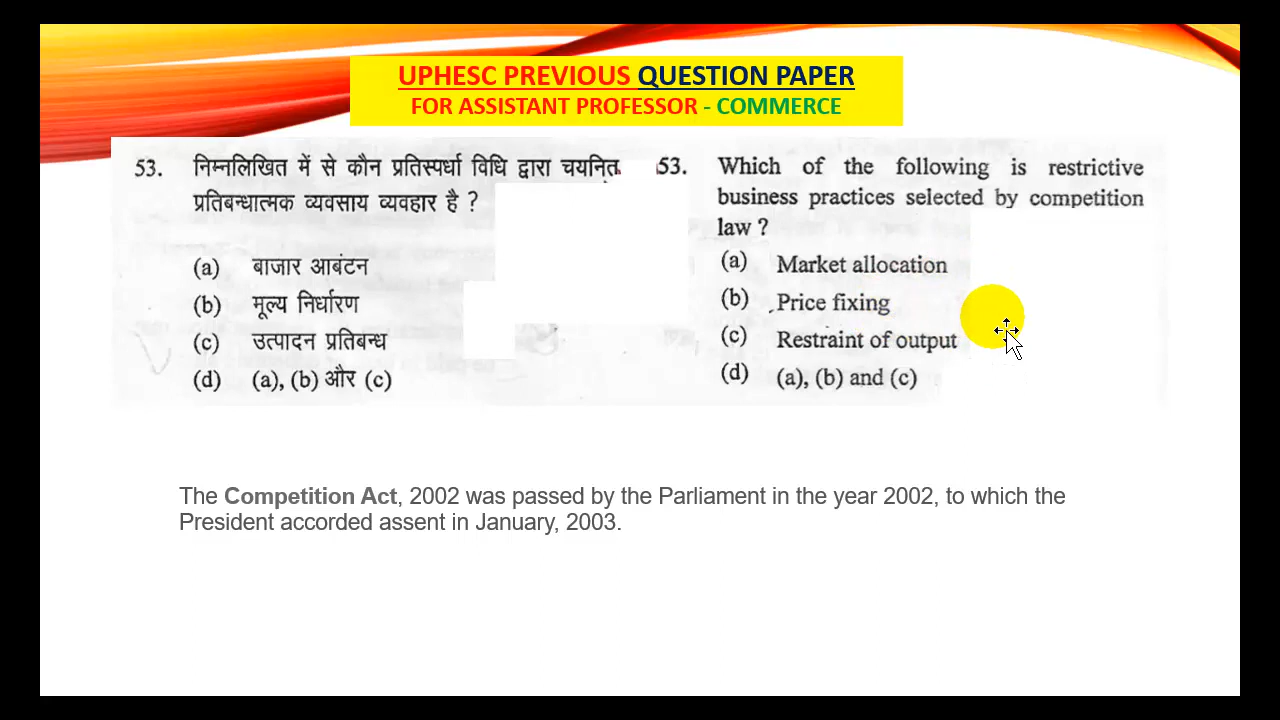 UPHESC PREVIOUS QUESTION PAPER
FOR ASSISTANT PROFESSOR - COMMERCE
53. निम्नलिखित में से कौन प्रतिस्पर्धा विधि द्वारा चयनित
प्रतिबन्धात्मक व्यवसाय व्यवहार है ?
(a) बाजार आबंटन
(b) मूल्य निर्धारण
(c) उत्पादन प्रतिबन्ध
(d) (a), (b) और (c)
53. Which of the following is restrictive
business practices selected by competition
law ?
(a) Market allocation
(b) Price fixing
(c) Restraint of output
(d) (a), (b) and (c)
The Competition Act, 2002 was passed by the Parliament in the year 2002, to which the
President accorded assent in January, 2003.